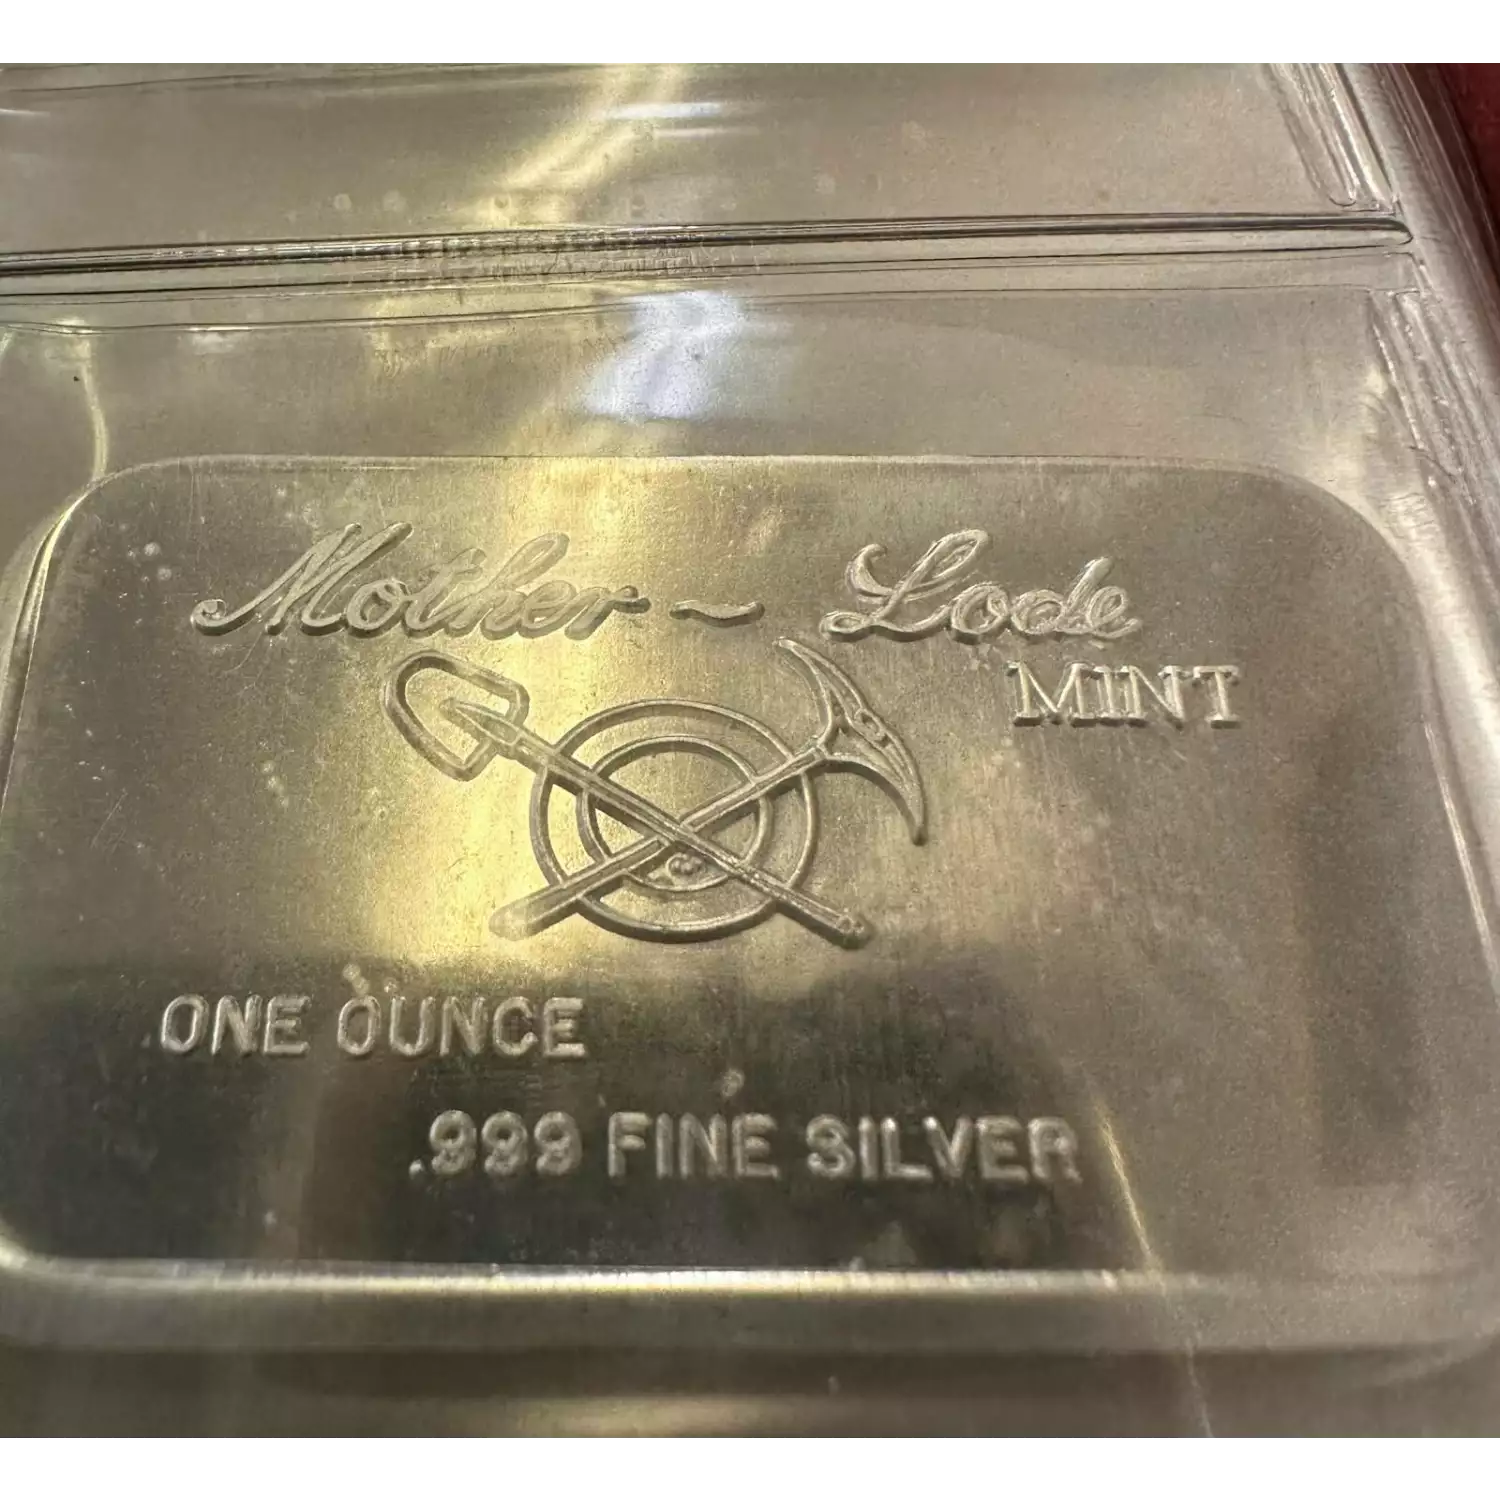 Mother ~ Lode
MINT
ONE OUNCE
.999 FINE SILVER